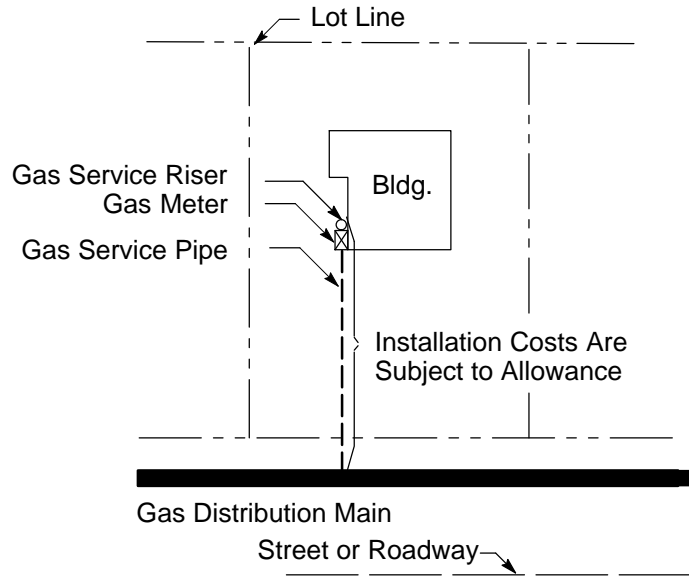 Lot Line
Gas Service Riser
Bldg.
Gas Meter
Gas Service Pipe
Installation Costs Are
Subject to Allowance
Gas Distribution Main
Street or Roadway